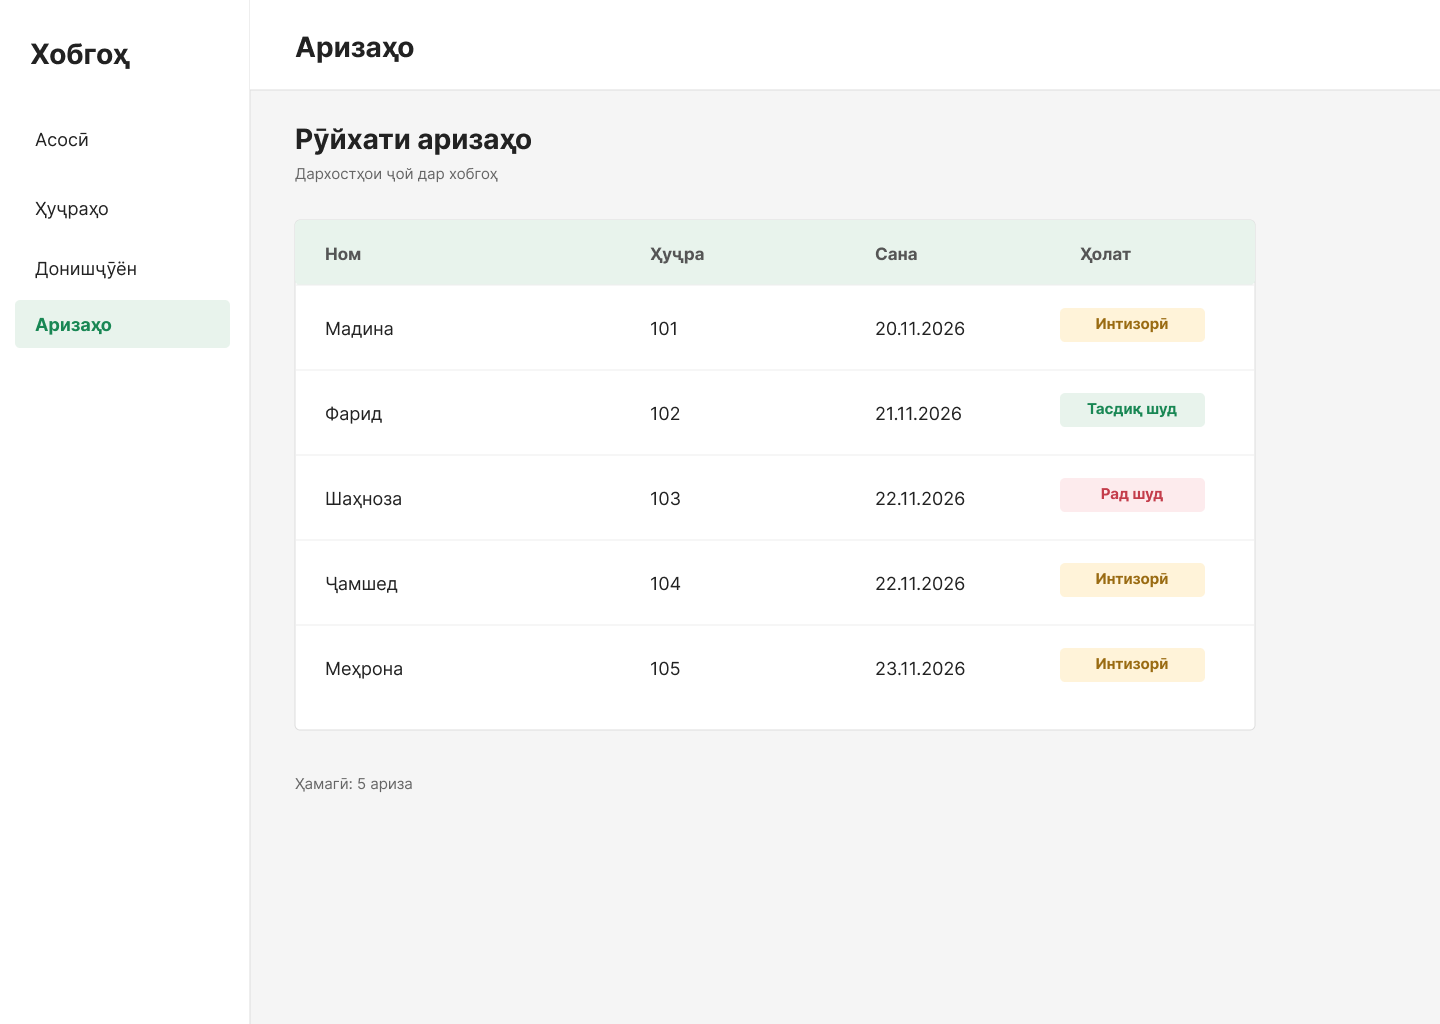 Хобгоҳ
Асосӣ
Ҳуҷраҳо
Донишҷӯён
Аризаҳо
Аризаҳо
Рӯйхати аризаҳо
Дархостҳои ҷой дар хобгоҳ
Ном Ҳуҷра Сана Ҳолат
Мадина 101 20.11.2026 Интизорӣ
Фарид 102 21.11.2026 Тасдиқ шуд
Шаҳноза 103 22.11.2026 Рад шуд
Ҷамшед 104 22.11.2026 Интизорӣ
Меҳрона 105 23.11.2026 Интизорӣ
Ҳамагӣ: 5 ариза